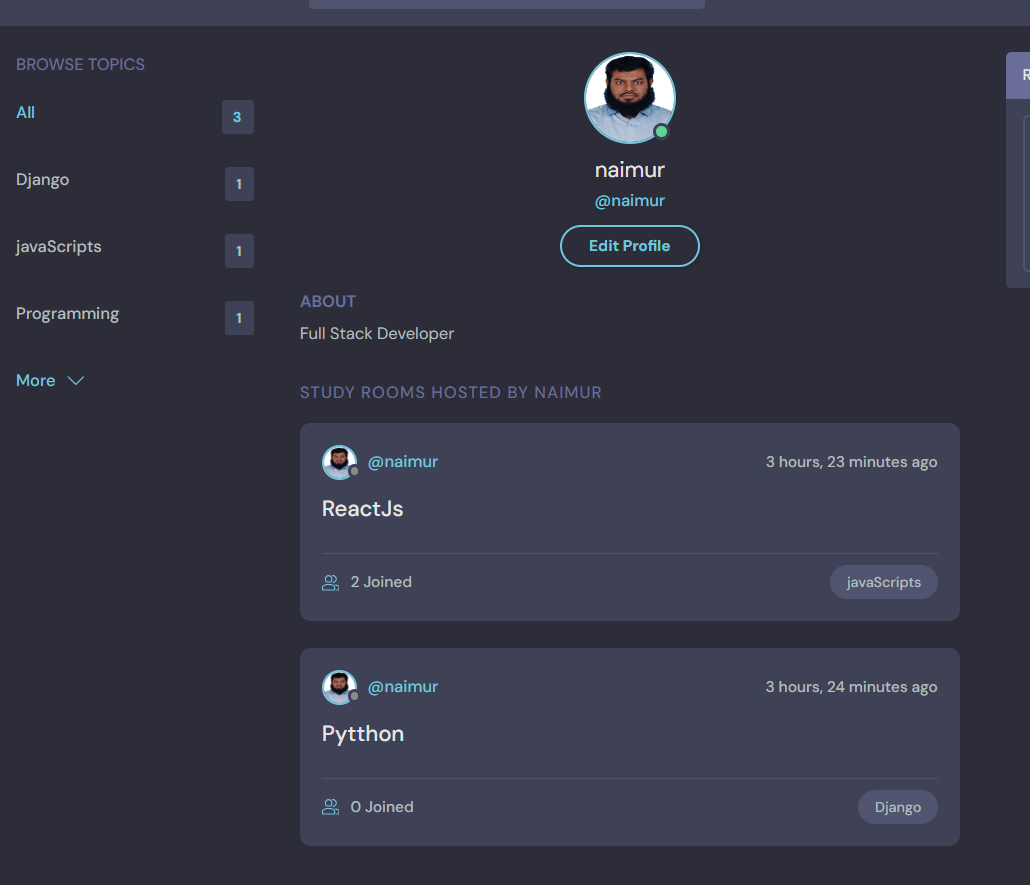 BROWSE TOPICS
All
3
Django
1
javaScripts
1
Programming
1
More
naimur
@naimur
Edit Profile
ABOUT
Full Stack Developer
STUDY ROOMS HOSTED BY NAIMUR
@naimur
3 hours, 23 minutes ago
ReactJs
2 Joined
javaScripts
@naimur
3 hours, 24 minutes ago
Pytthon
0 Joined
Django